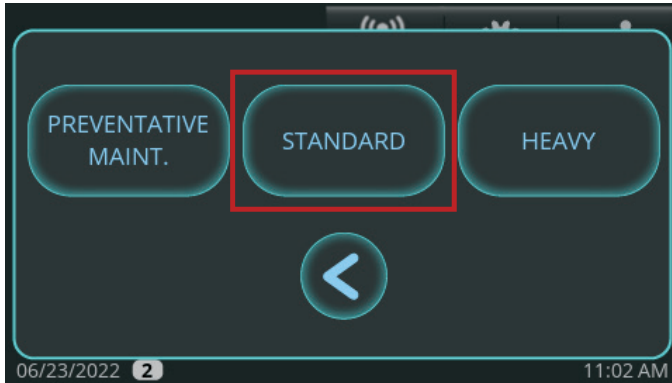 PREVENTATIVE
MAINT.
STANDARD
HEAVY
06/23/2022 2
11:02 AM